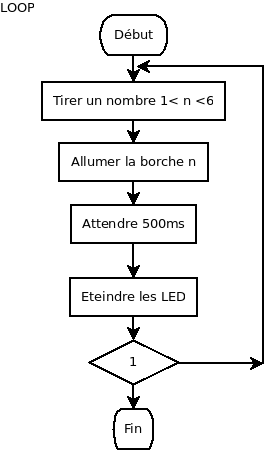 LOOP
Début
Tirer un nombre 1< n <6
Allumer la borche n
Attendre 500ms
Eteindre les LED
1
Fin